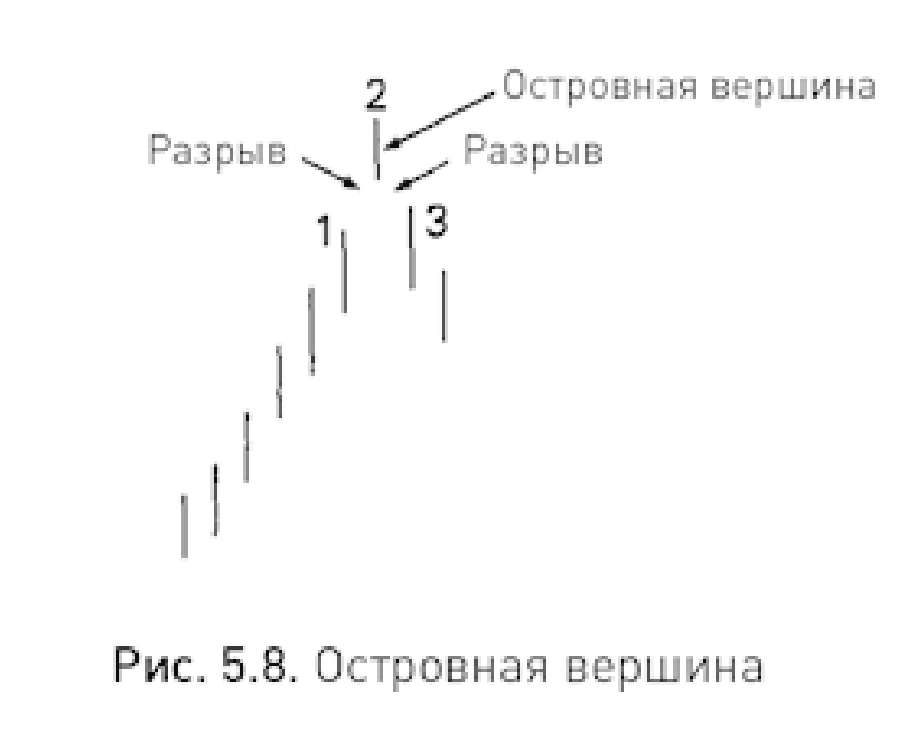 2
Островная вершина
Разрыв
Разрыв
1
3
Рис. 5.8. Островная вершина